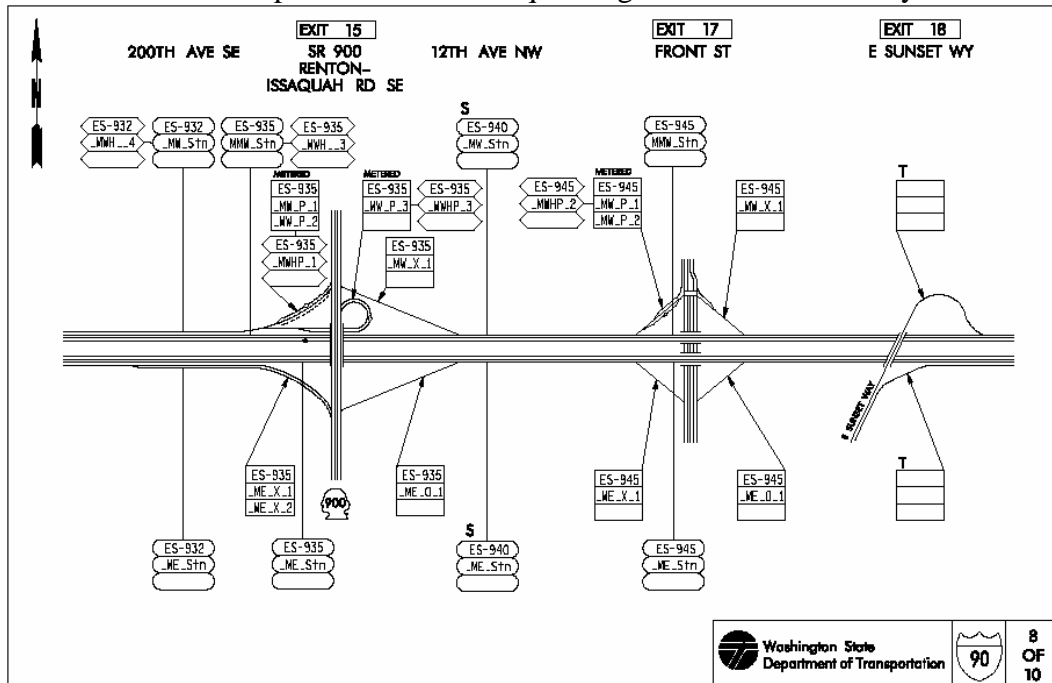 EXIT 15
EXIT 17
EXIT 18
200TH AVE SE
SR 900
RENTON-
ISSAQUAH RD SE
12TH AVE NW
FRONT ST
E SUNSET WY
N
ES-932
_MWH__4
ES-932
_MW_Stn
ES-935
MMW_Stn
ES-935
_MWH__3
S
ES-940
_MW_Stn
ES-945
MMW_Stn
METERED
ES-935
_MW_P_1
_MW_P_2
ES-935
_MWHP_1
METERED
ES-935
_MW_P_3
ES-935
_MWHP_3
ES-935
_MW_X_1
ES-945
_MWHP_2
METERED
ES-945
_MW_P_1
_MW_P_2
ES-945
_MW_X_1
T
E SUNSET WAY
ES-935
_ME_X_1
_ME_X_2
900
ES-935
_ME_O_1
ES-945
_ME_X_1
ES-945
_ME_O_1
T
ES-932
_ME_Stn
ES-935
_ME_Stn
S
ES-940
_ME_Stn
ES-945
_ME_Stn
Washington State
Department of Transportation
90
8
OF
10